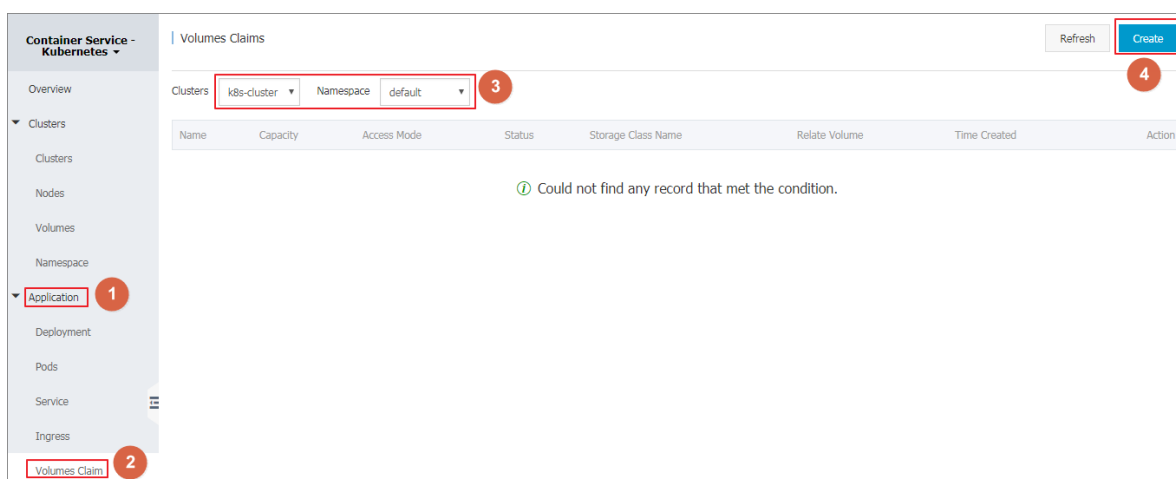 Container Service -
Kubernetes
Overview
Clusters
Clusters
Nodes
Volumes
Namespace
Application
1
Deployment
Pods
Service
Ingress
Volumes Claim
2
Volumes Claims
Refresh
Create
4
Clusters k8s-cluster Namespace default
3
Name Capacity Access Mode Status Storage Class Name Relate Volume Time Created Action
Could not find any record that met the condition.